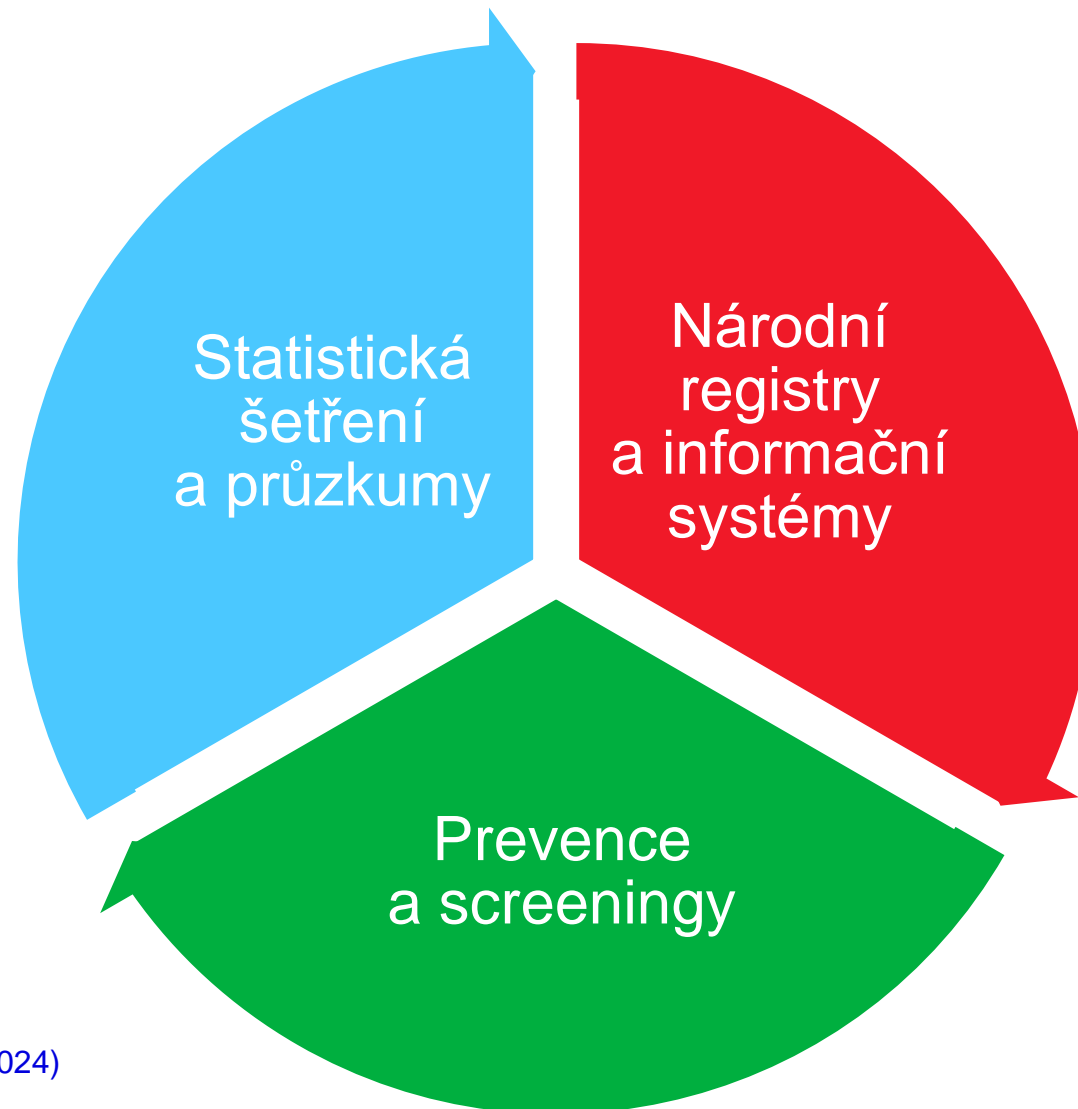 Statistická
šetření
a průzkumy
Národní
registry
a informační
systémy
Prevence
a screeningy
024)